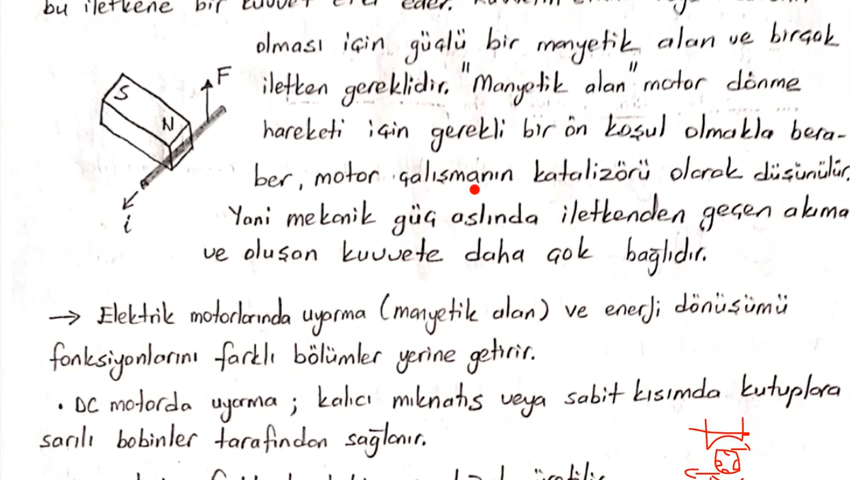 bu iletkene bir kuvvet eder.
olması için güçlü bir manyetik alan ve birçok
S
F
iletken gereklidir. "Manyetik alan" motor dönme
N
hareketi için gerekli bir ön koşul olmakla bera-
ber, motor çalışmanın katalizörü olarak düşünülür.
i
Yani mekanik güç aslında iletkenden geçen akıma
ve oluşan kuvvete daha çok bağlıdır.
→ Elektrik motorlarında uyarma (manyetik alan) ve enerji dönüşümü
fonksiyonlarını farklı bölümler yerine getirir.
• DC motorda uyarma; kalıcı mıknatıs veya sabit kısımda kutuplara
sarılı bobinler tarafından sağlanır.